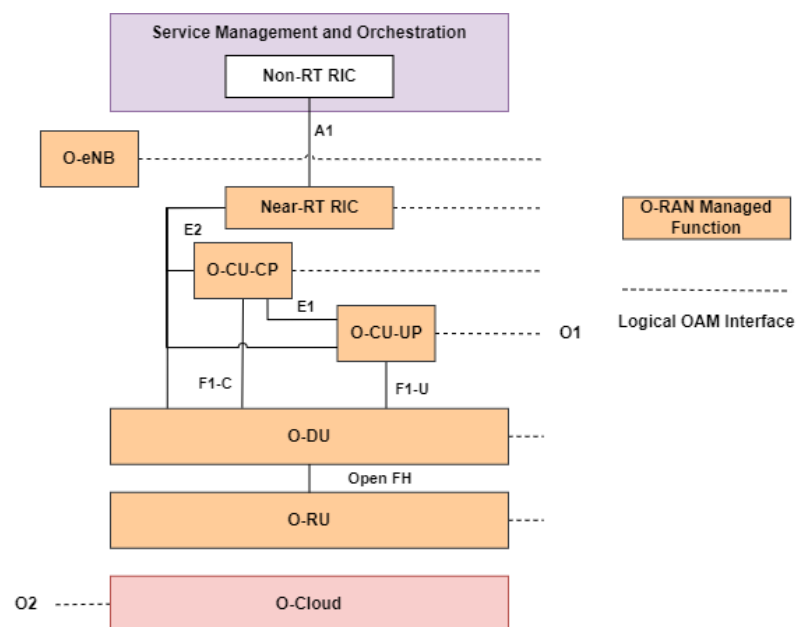 Service Management and Orchestration
Non-RT RIC
A1
O-eNB
Near-RT RIC
O-RAN Managed
Function
E2
O-CU-CP
E1
O-CU-UP
O1
Logical OAM Interface
F1-C
F1-U
O-DU
Open FH
O-RU
O2
O-Cloud